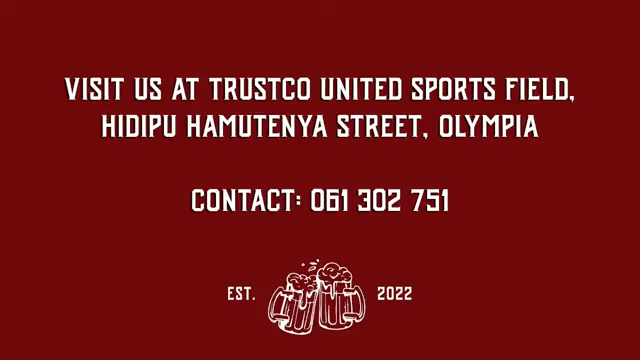 VISIT US AT TRUSTCO UNITED SPORTS FIELD,
HIDIPU HAMUTENYA STREET, OLYMPIA
CONTACT: 061 302 751
EST. 2022